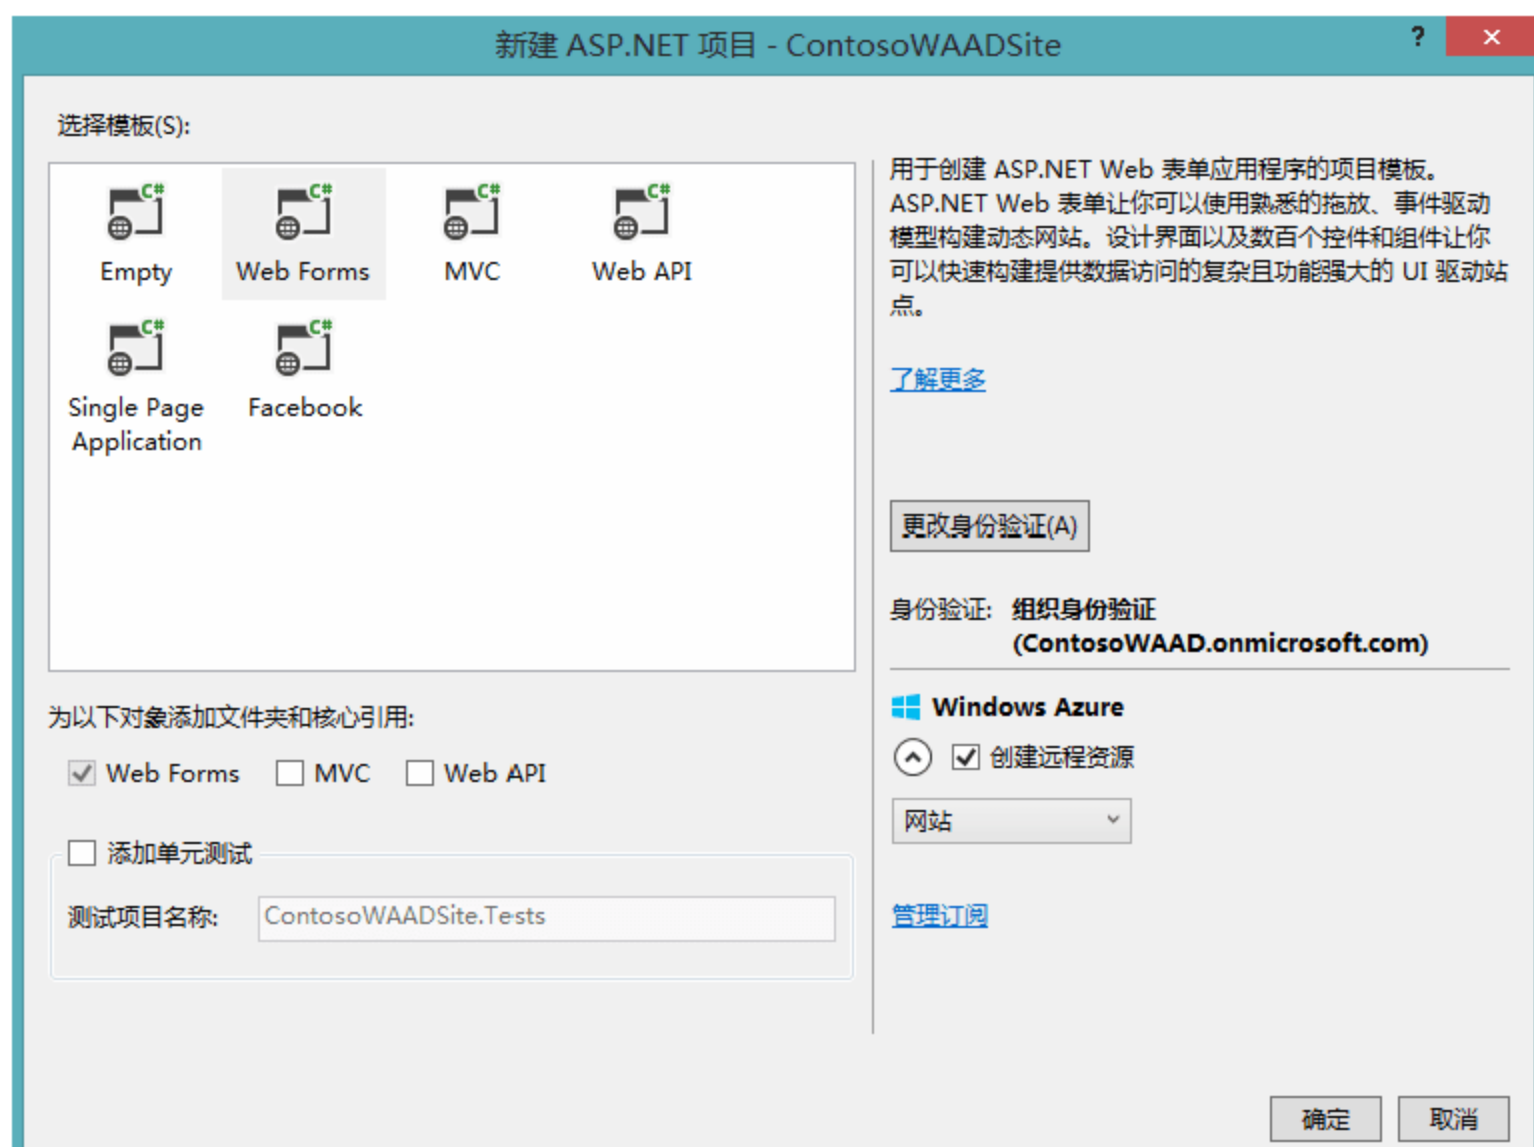 新建 ASP.NET 项目 - ContosoWAADSite
?
选择模板(S):
C#
Empty
C#
Web Forms
C#
MVC
C#
Web API
C#
Single Page
Application
C#
Facebook
用于创建 ASP.NET Web 表单应用程序的项目模板。
ASP.NET Web 表单让你可以使用熟悉的拖放、事件驱动
模型构建动态网站。设计界面以及数百个控件和组件让你
可以快速构建提供数据访问的复杂且功能强大的 UI 驱动站
点。
了解更多
更改身份验证(A)
身份验证: 组织身份验证
(ContosoWAAD.onmicrosoft.com)
Windows Azure
创建远程资源
网站
管理订阅
为以下对象添加文件夹和核心引用:
Web Forms MVC Web API
添加单元测试
测试项目名称: ContosoWAADSite.Tests
确定 取消